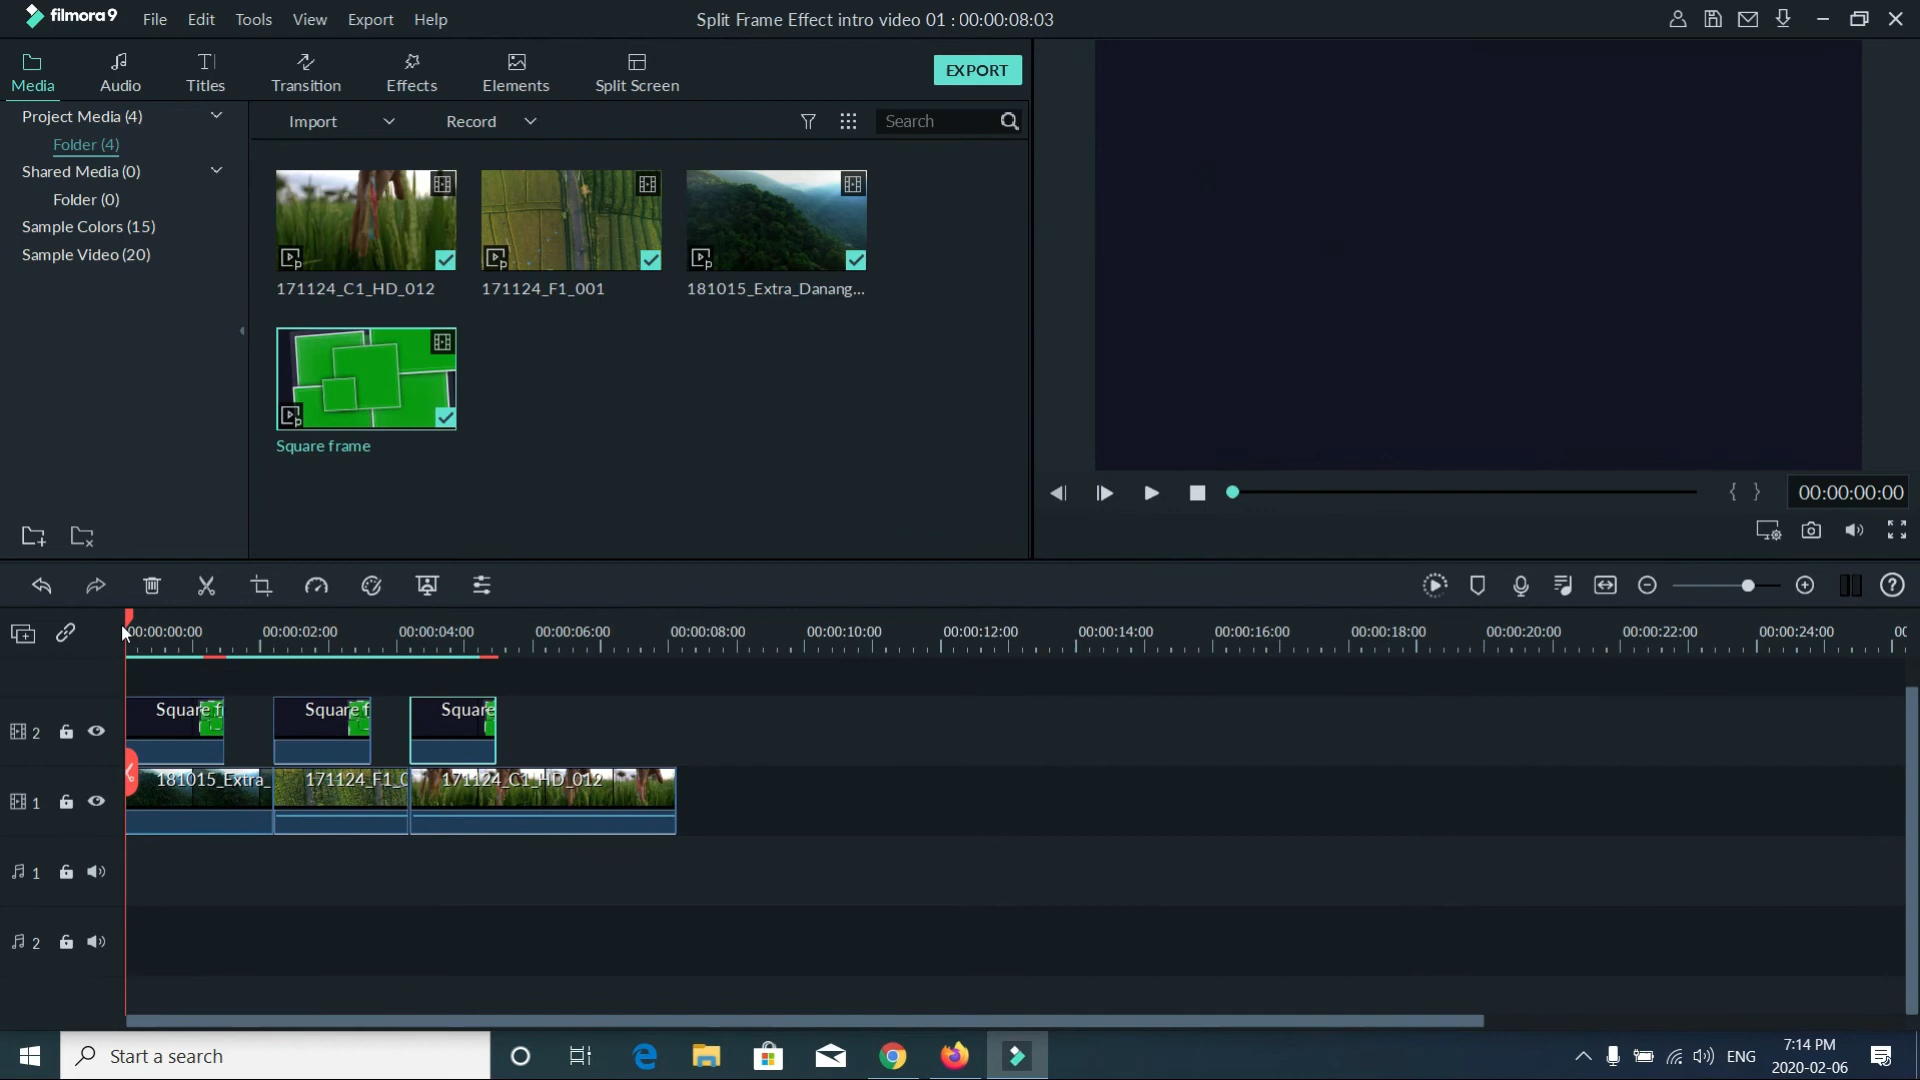 filmora9 File Edit Tools View Export Help Split Frame Effect intro video 01 : 00:00:08:03
Media Audio Titles Transition Effects Elements Split Screen EXPORT
Project Media (4)
Folder (4)
Shared Media (0)
Folder (0)
Sample Colors (15)
Sample Video (20)
Import Record Search
171124_C1_HD_012 171124_F1_001 181015_Extra_Danang...
Square frame
00:00:00:00
00:00:00:00 00:00:02:00 00:00:04:00 00:00:06:00 00:00:08:00 00:00:10:00 00:00:12:00 00:00:14:00 00:00:16:00 00:00:18:00 00:00:20:00 00:00:22:00 00:00:24:00 00
2 Square f Square f Square
1 181015_Extra_ 171124_F1_0 171124_C1_HD_012
1
2
Start a search ENG 7:14 PM
2020-02-06